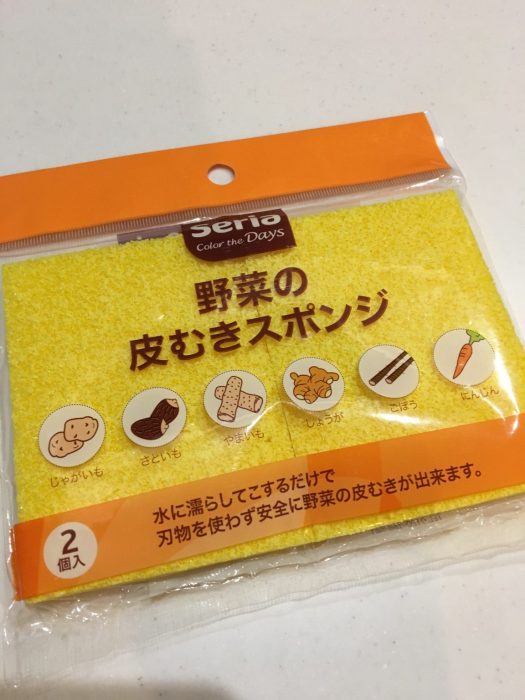 Seria
Color the Days
野菜の
皮むきスポンジ
じゃがいも
さといも
やまいも
しょうが
ごぼう
にんじん
水に濡らしてこするだけで
刃物を使わず安全に野菜の皮むきが出来ます。
2
個入